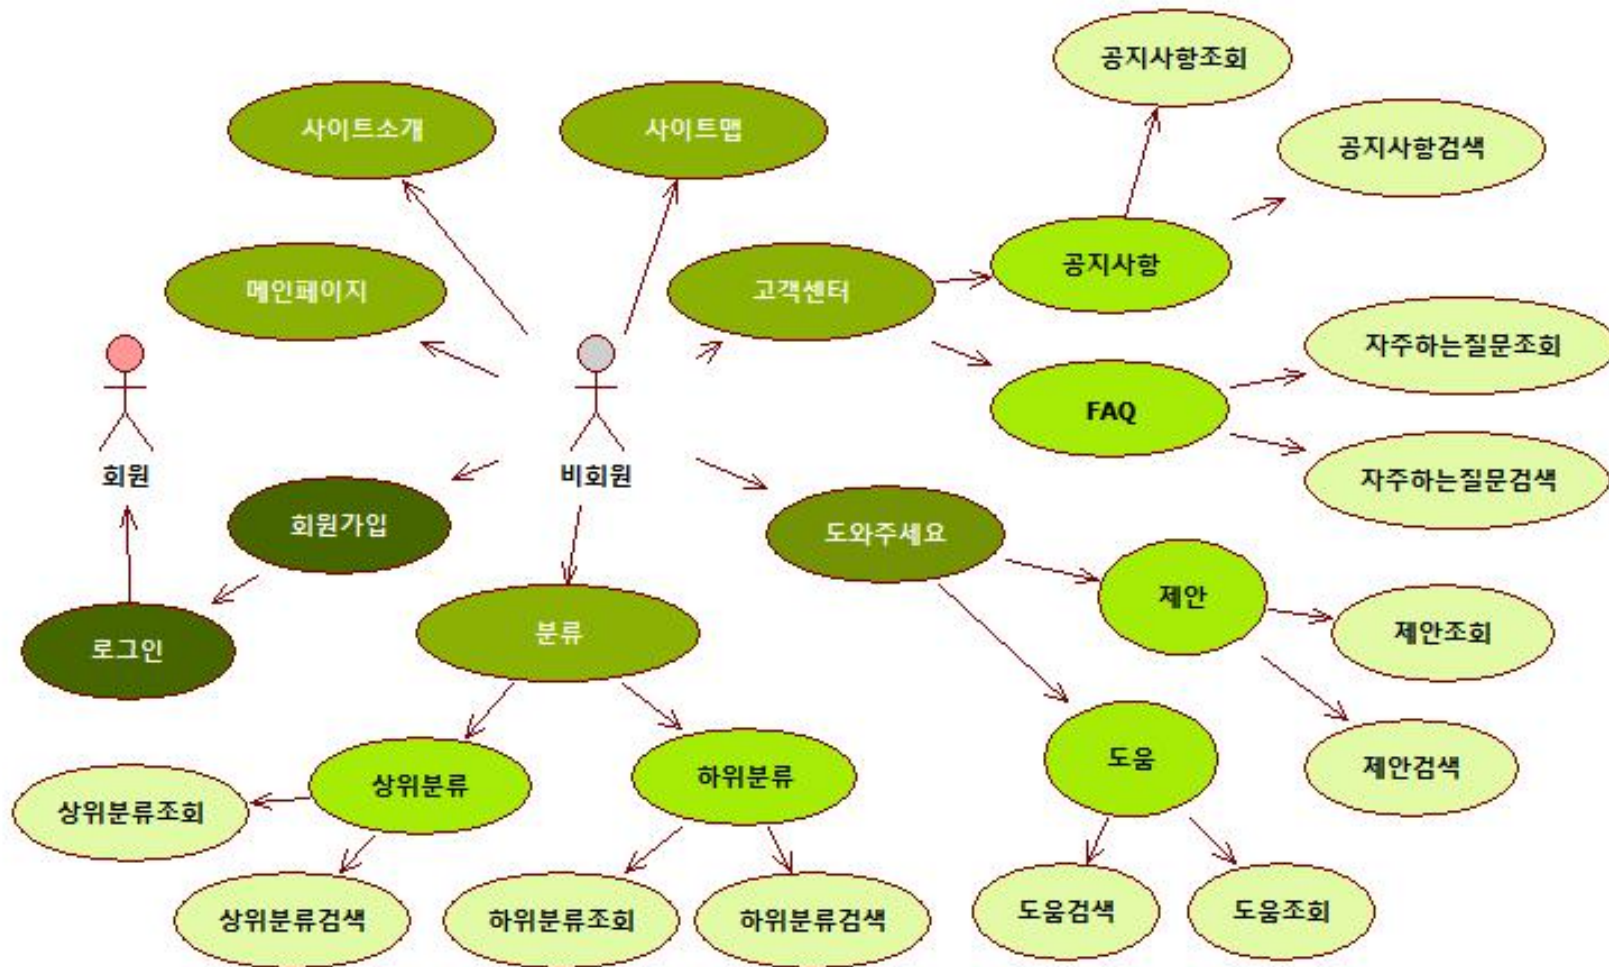 공지사항조회
사이트소개
사이트맵
공지사항검색
메인페이지
고객센터
공지사항
자주하는질문조회
FAQ
회원
비회원
자주하는질문검색
회원가입
도와주세요
제안
분류
제안조회
로그인
도움
제안검색
상위분류
하위분류
상위분류조회
상위분류검색
하위분류조회
하위분류검색
도움검색
도움조회